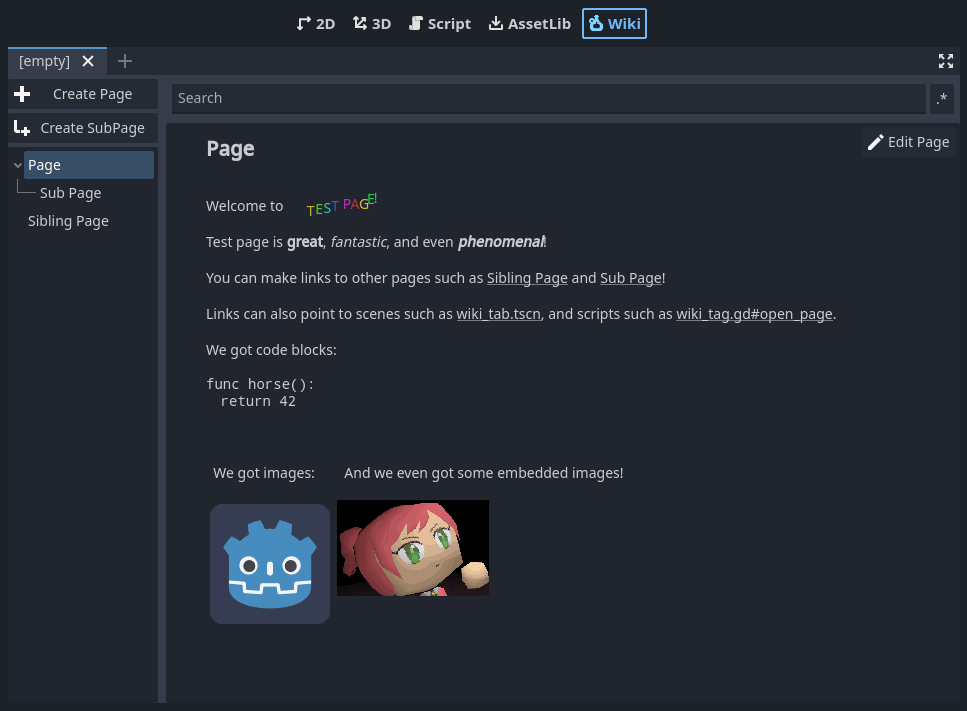 2D 3D Script AssetLib Wiki
[empty]
Create Page
Create SubPage
Page
Sub Page
Sibling Page
Search .*
Page
Edit Page
Welcome to TEST PAGE!
Test page is great, fantastic, and even phenomenal!
You can make links to other pages such as Sibling Page and Sub Page!
Links can also point to scenes such as wiki_tab.tscn, and scripts such as wiki_tag.gd#open_page.
We got code blocks:
func horse():
return 42
We got images: And we even got some embedded images!